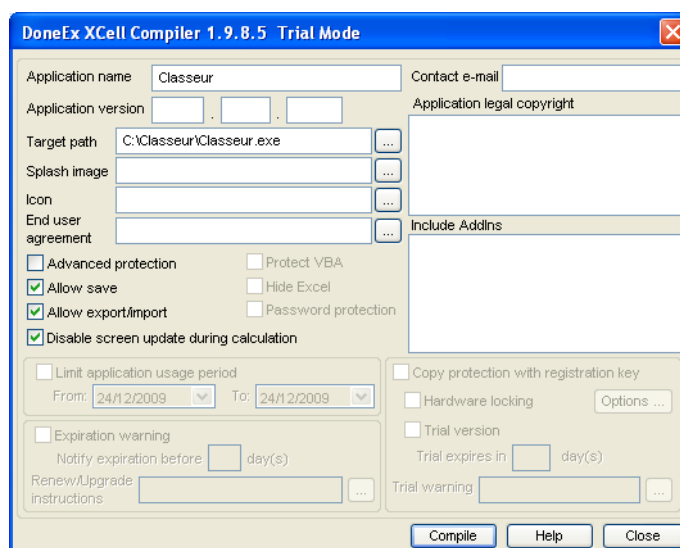 DoneEx XCell Compiler 1.9.8.5 Trial Mode
Application name Classeur Contact e-mail
Application version . . Application legal copyright
Target path C:\Classeur\Classeur.exe ...
Splash image ...
Icon ...
End user agreement ... Include AddIns
Advanced protection Protect VBA
Allow save Hide Excel
Allow export/import Password protection
Disable screen update during calculation
Limit application usage period Copy protection with registration key
From: 24/12/2009 To: 24/12/2009 Hardware locking Options ...
Expiration warning Trial version
Notify expiration before day(s) Trial expires in day(s)
Renew/Upgrade instructions ... Trial warning ...
Compile Help Close